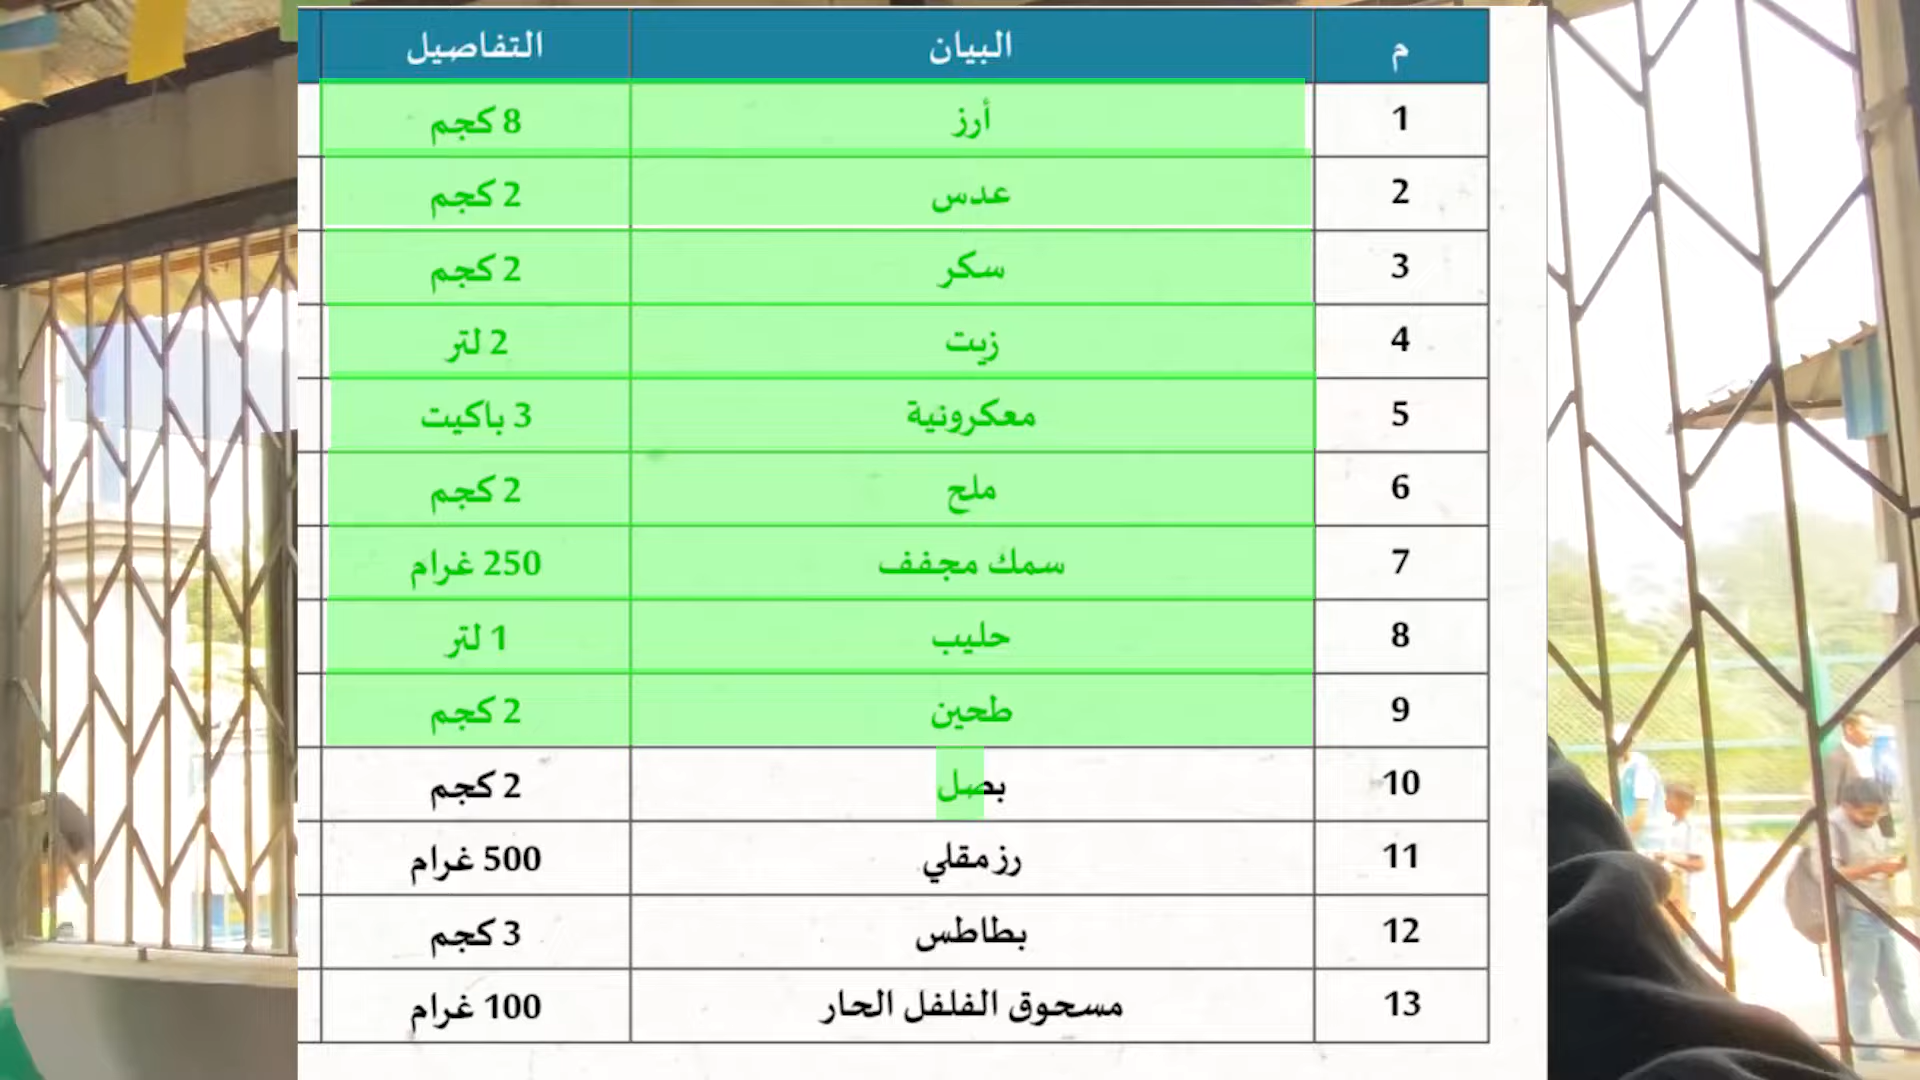 م البيان التفاصيل
1 أرز 8 كجم
2 عدس 2 كجم
3 سكر 2 كجم
4 زيت 2 لتر
5 معكرونية 3 باكيت
6 ملح 2 كجم
7 سمك مجفف 250 غرام
8 حليب 1 لتر
9 طحين 2 كجم
10 بصل 2 كجم
11 رز مقلي 500 غرام
12 بطاطس 3 كجم
13 مسحوق الفلفل الحار 100 غرام